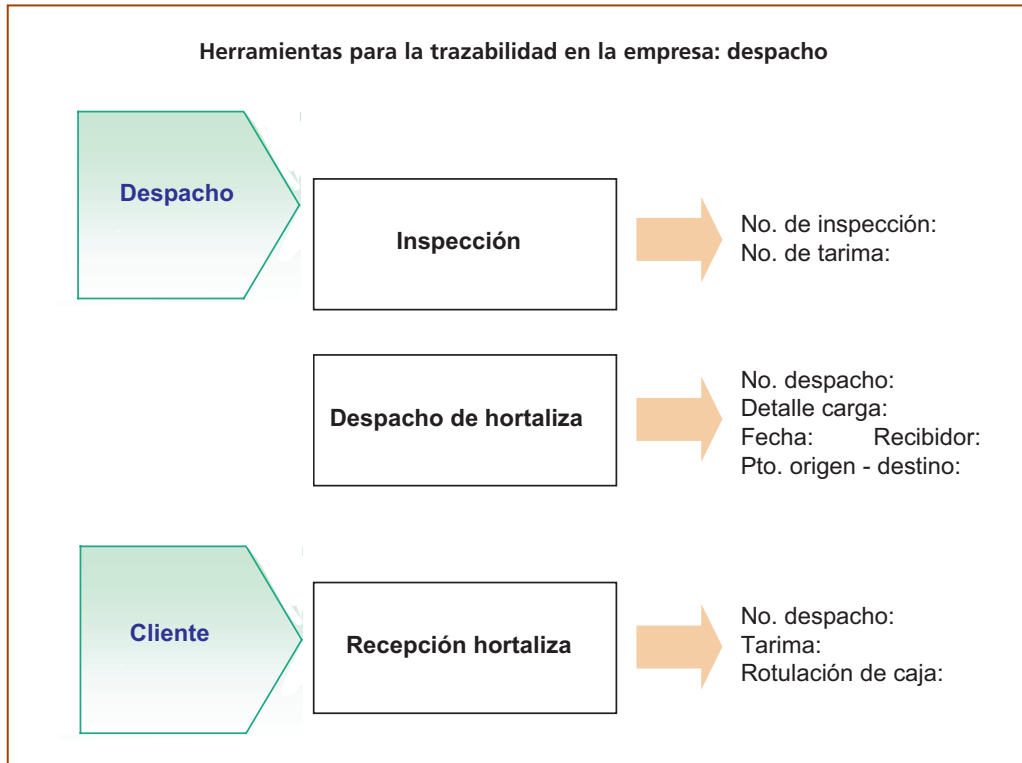 Herramientas para la trazabilidad en la empresa: despacho
Despacho
Inspección
No. de inspección:
No. de tarima:
Despacho de hortaliza
No. despacho:
Detalle carga:
Fecha: Recibidor:
Pto. origen - destino:
Cliente
Recepción hortaliza
No. despacho:
Tarima:
Rotulación de caja: